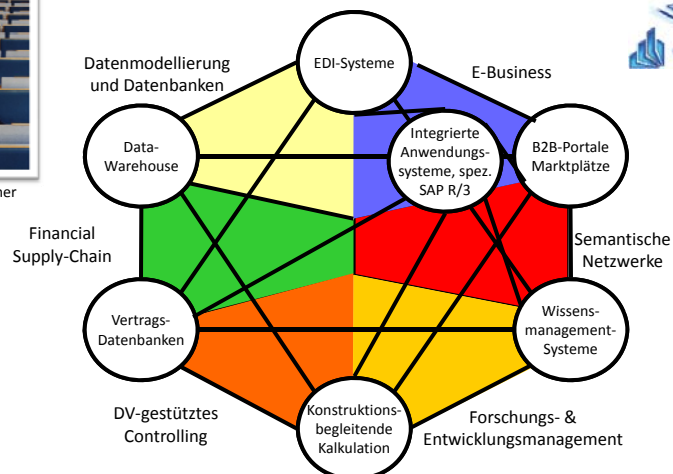 EDI-Systeme
Datenmodellierung
und Datenbanken
E-Business
Integrierte
Anwendungs-
systeme, spez.
SAP R/3
Data-
Warehouse
B2B-Portale
Marktplätze
Financial
Supply-Chain
Semantische
Netzwerke
Vertrags-
Datenbanken
Wissens-
management-
Systeme
DV-gestütztes
Controlling
Konstruktions-
begleitende
Kalkulation
Forschungs- &
Entwicklungsmanagement